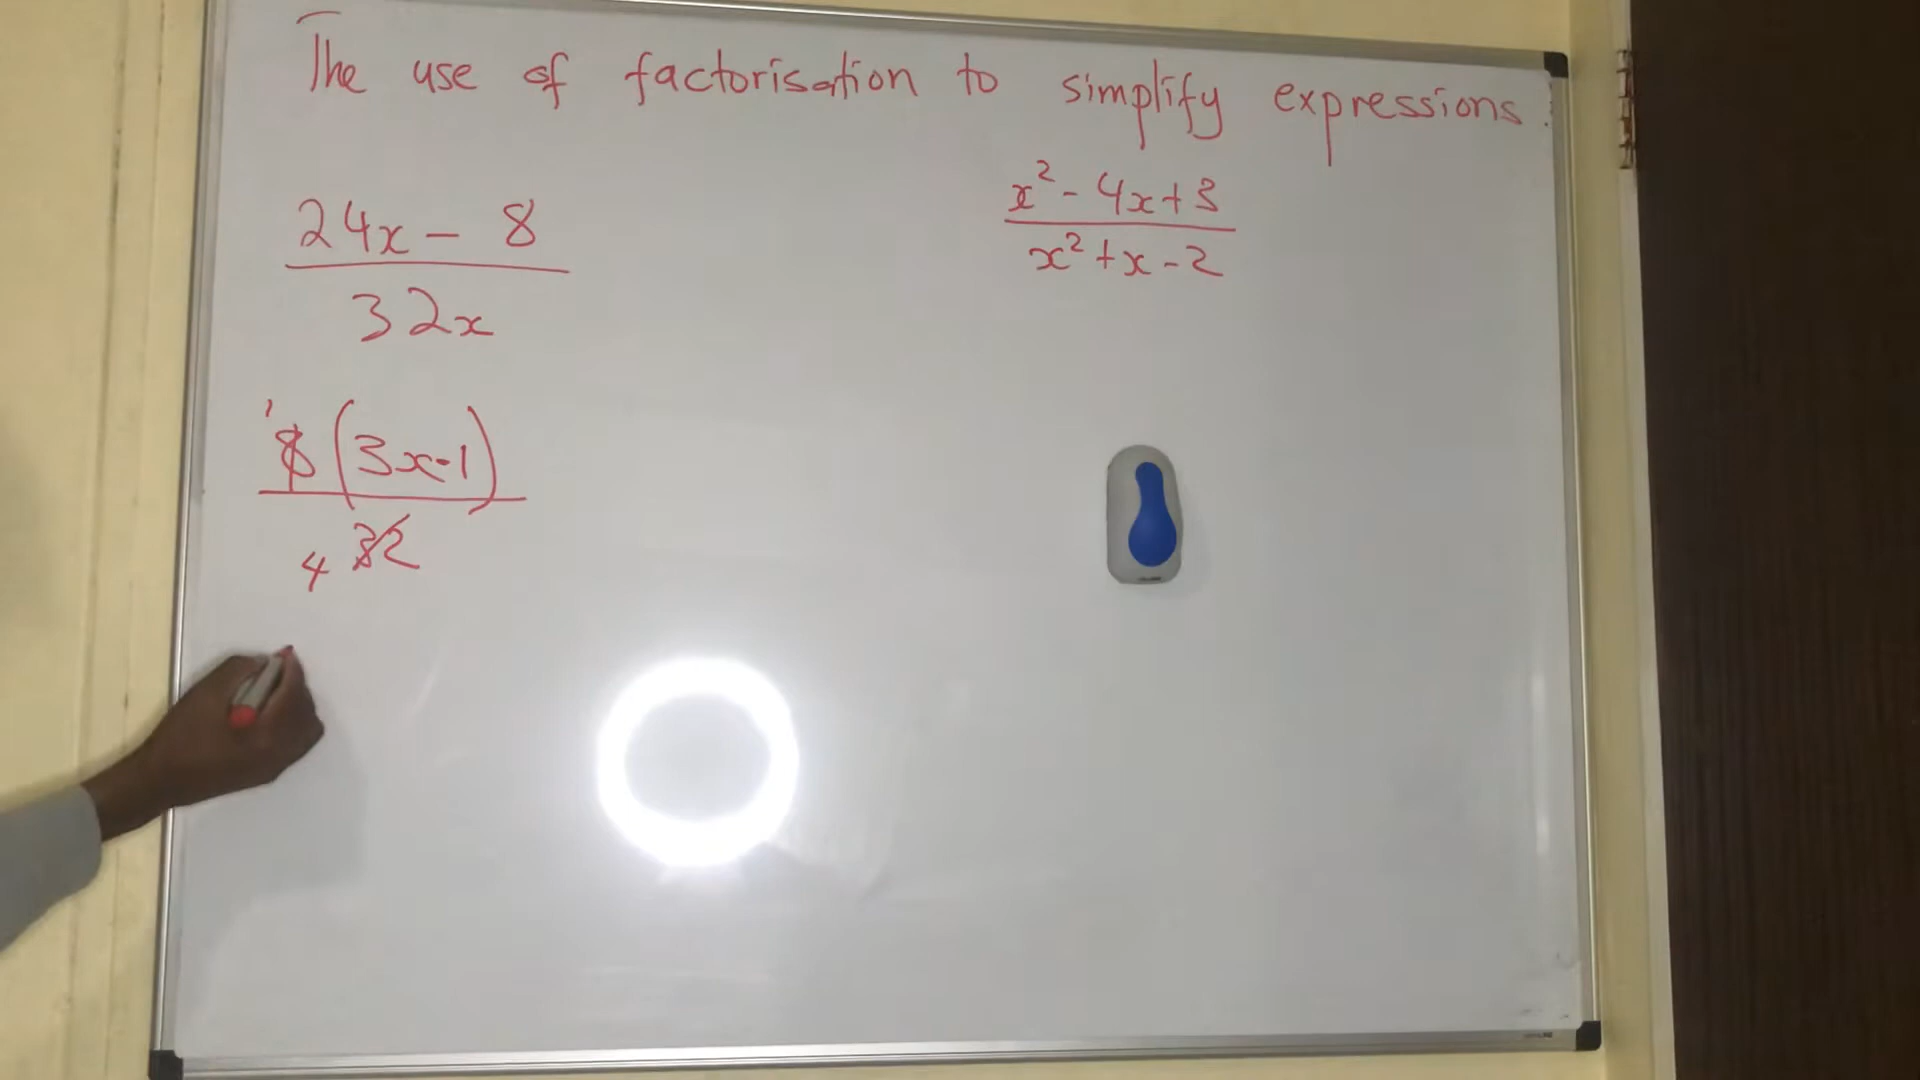 The use of factorisation to simplify expressions.
24x - 8
32x
1
8 (3x-1)
4 32
x² - 4x + 3
x² + x - 2